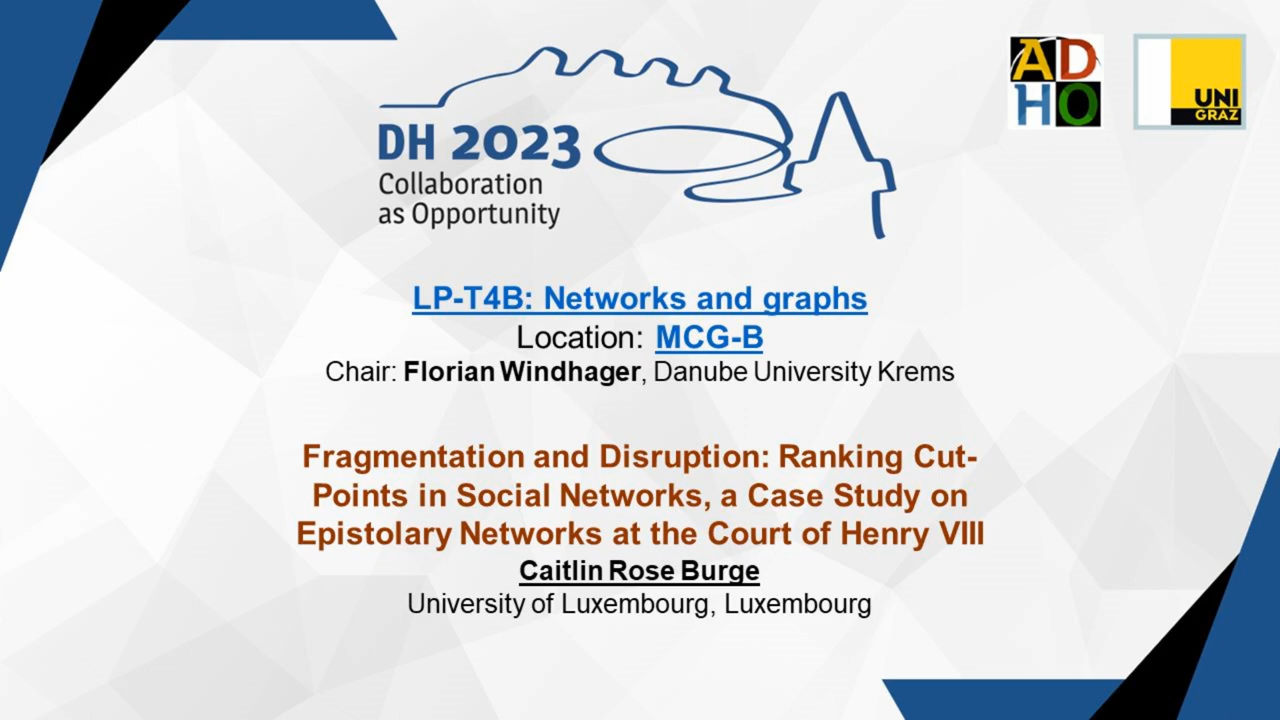 DH 2023
Collaboration
as Opportunity
AD
HO
UNI
GRAZ
LP-T4B: Networks and graphs
Location: MCG-B
Chair: Florian Windhager, Danube University Krems
Fragmentation and Disruption: Ranking Cut-
Points in Social Networks, a Case Study on
Epistolary Networks at the Court of Henry VIII
Caitlin Rose Burge
University of Luxembourg, Luxembourg